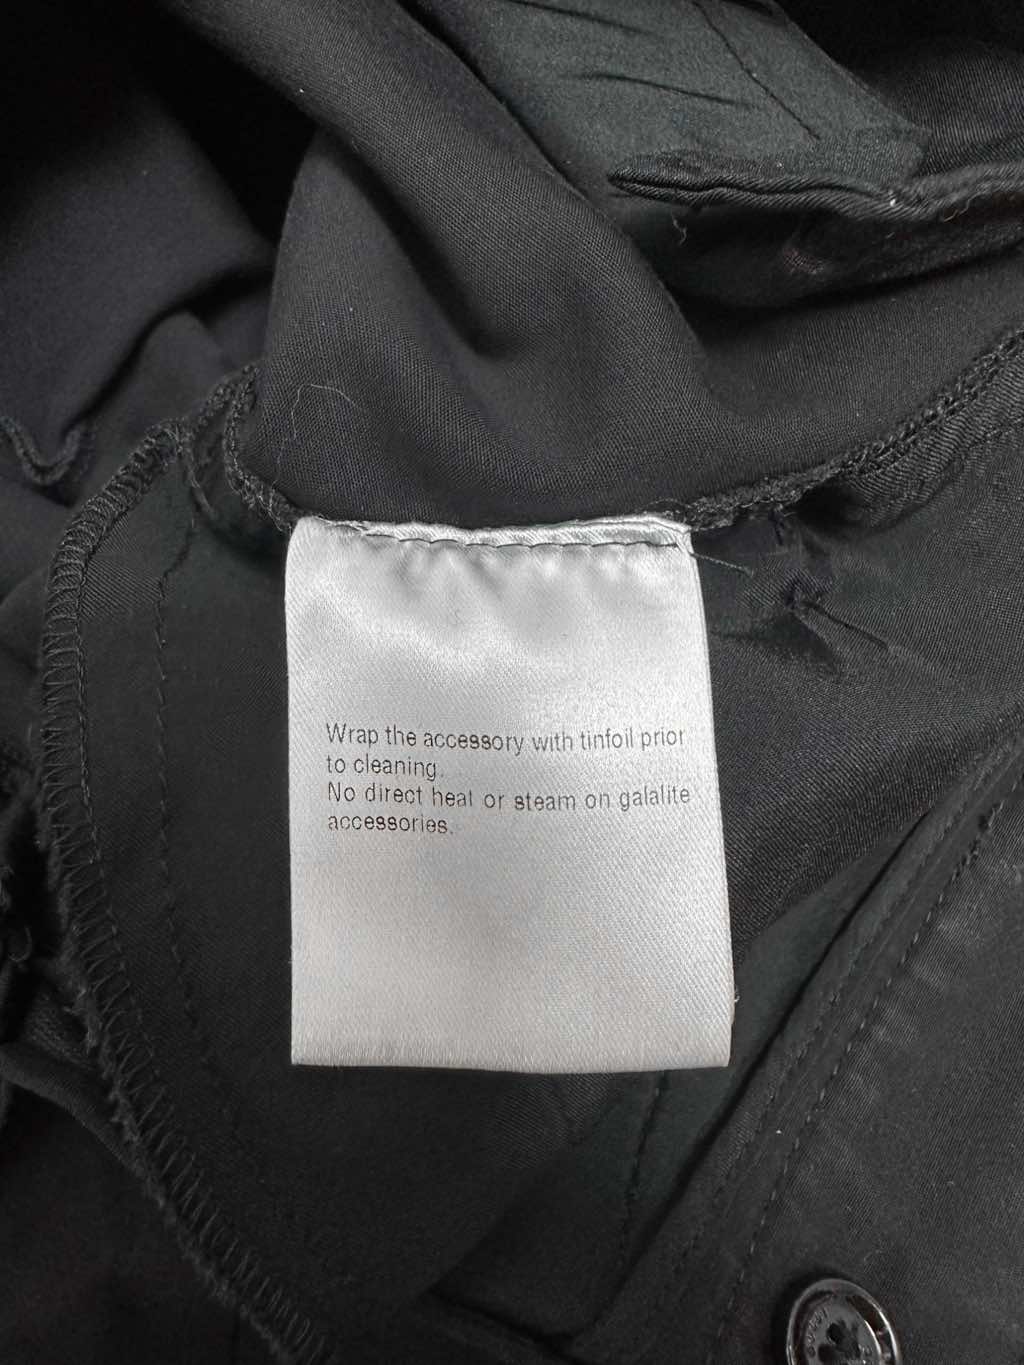 Wrap the accessory with tinfoil prior
to cleaning.
No direct heat or steam on galalite
accessories.